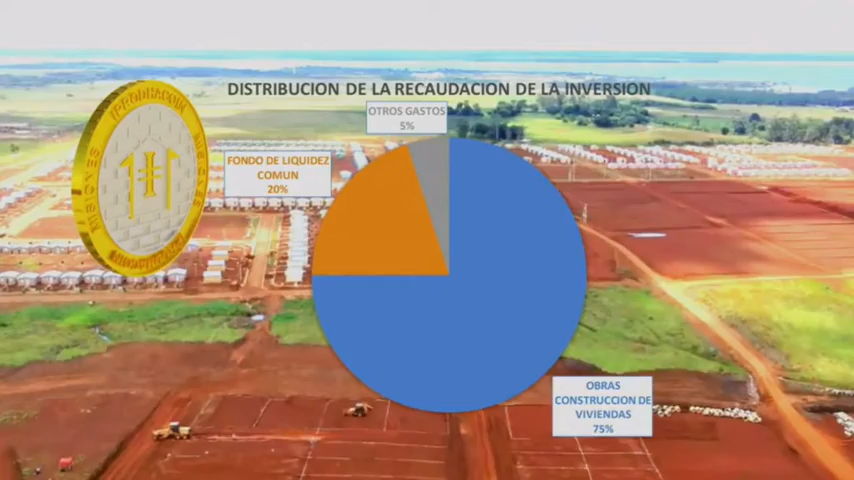 DISTRIBUCION DE LA RECAUDACION DE LA INVERSION
OTROS GASTOS
5%
FONDO DE LIQUIDEZ
COMUN
20%
MISIONES
OBRAS
CONSTRUCCION DE
VIVIENDAS
75%